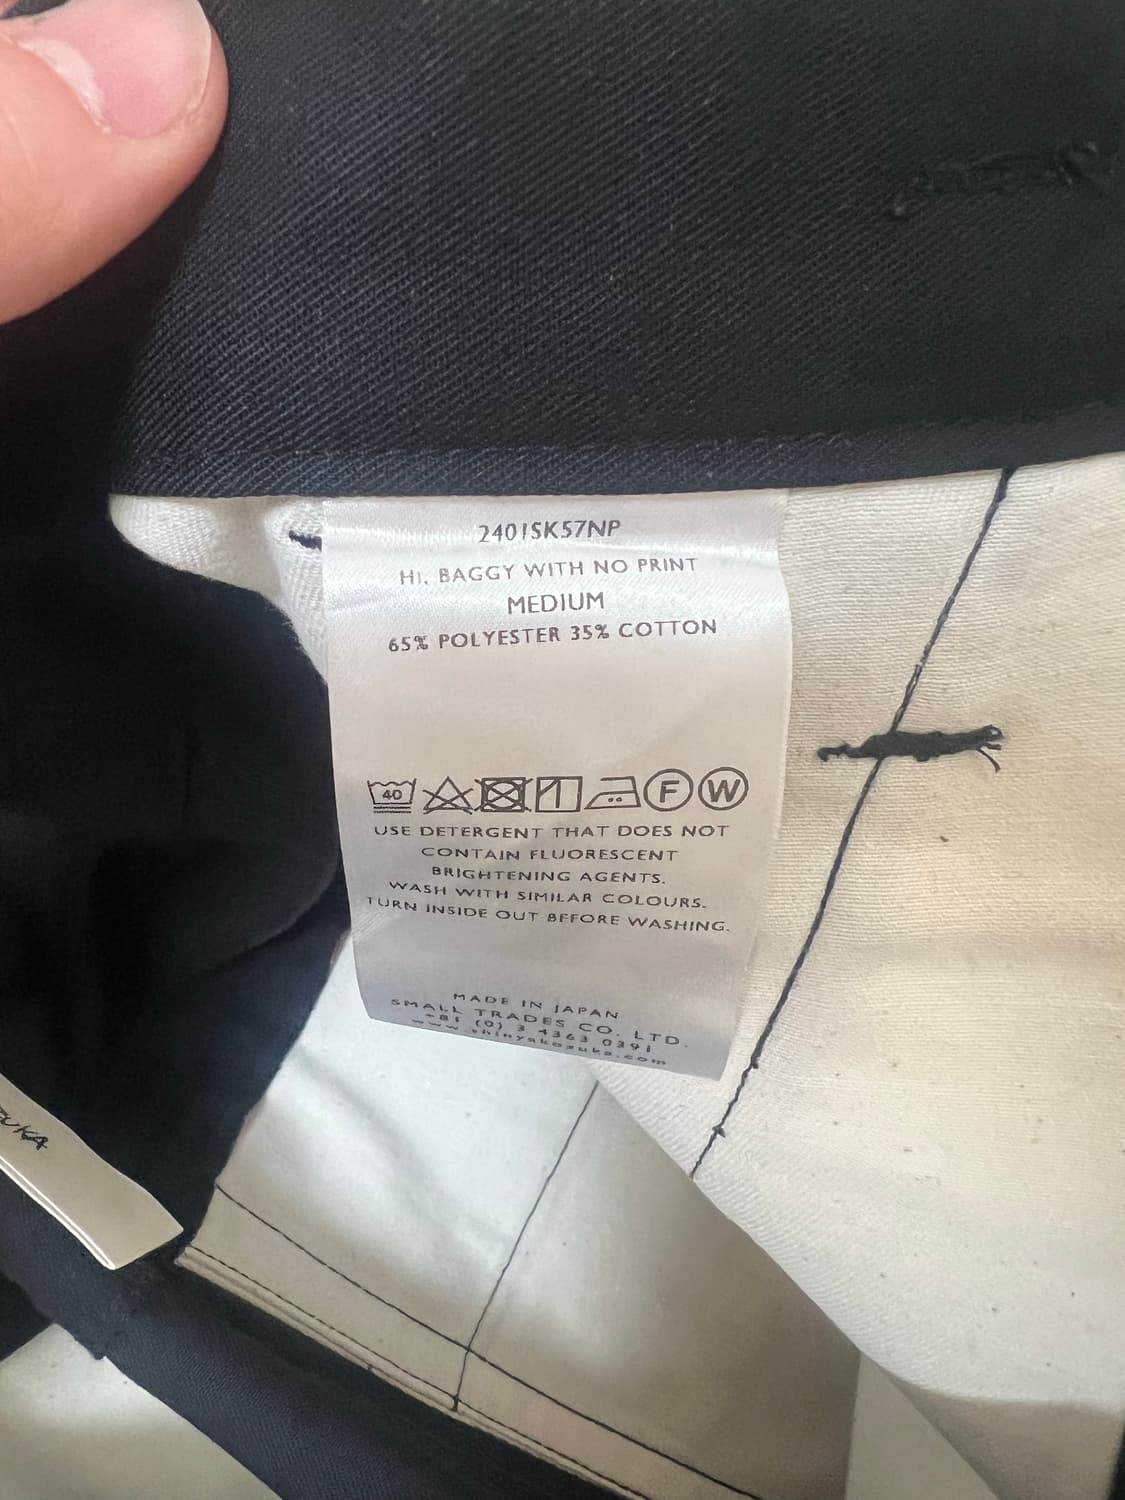 2401SK57NP
HI, BAGGY WITH NO PRINT
MEDIUM
65% POLYESTER 35% COTTON
40 F W
USE DETERGENT THAT DOES NOT
CONTAIN FLUORESCENT
BRIGHTENING AGENTS.
WASH WITH SIMILAR COLOURS.
TURN INSIDE OUT BEFORE WASHING.
MADE IN JAPAN
SMALL TRADES CO. LTD.
+81 (0) 3 4363 0391
www.shinyakozuka.com